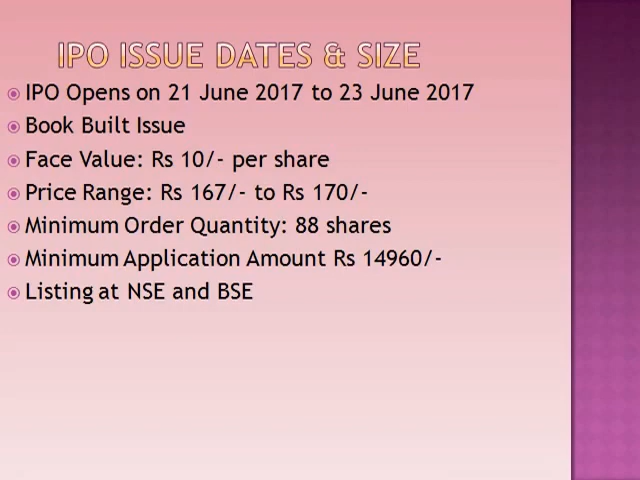 IPO ISSUE DATES & SIZE
IPO Opens on 21 June 2017 to 23 June 2017
Book Built Issue
Face Value: Rs 10/- per share
Price Range: Rs 167/- to Rs 170/-
Minimum Order Quantity: 88 shares
Minimum Application Amount Rs 14960/-
Listing at NSE and BSE